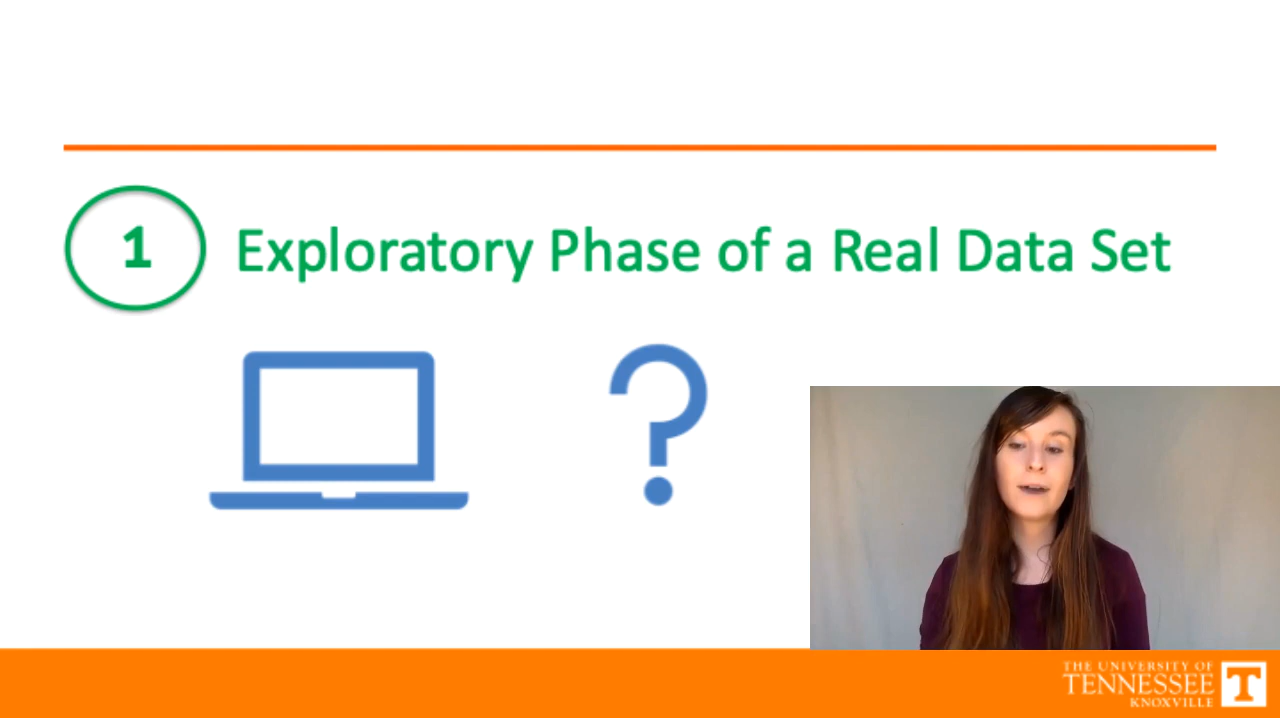 1 Exploratory Phase of a Real Data Set
?
THE UNIVERSITY OF
TENNESSEE
KNOXVILLE
T